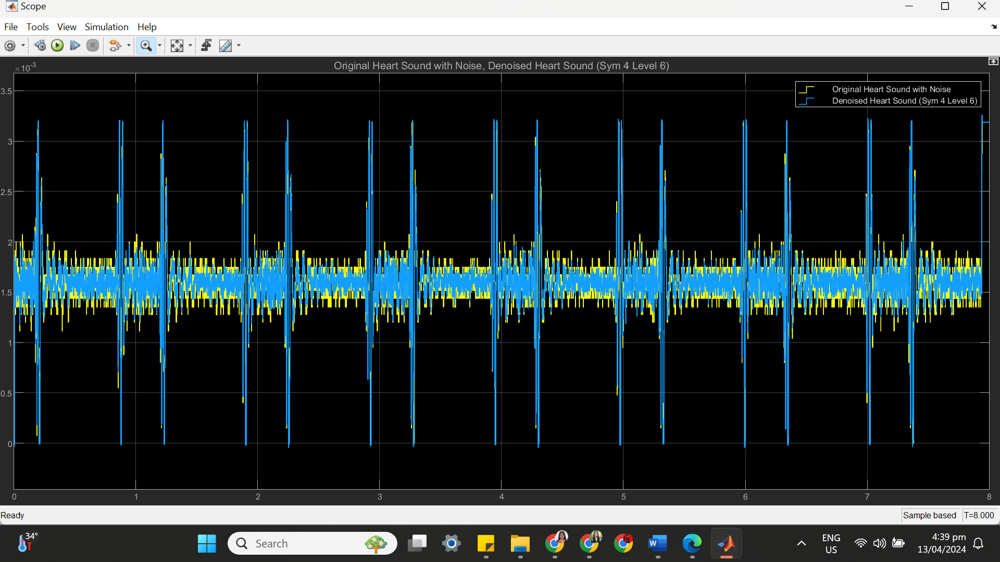 Scope
File Tools View Simulation Help
×10-3
Original Heart Sound with Noise, Denoised Heart Sound (Sym 4 Level 6)
Original Heart Sound with Noise
Denoised Heart Sound (Sym 4 Level 6)
3.5
3
2.5
2
1.5
1
0.5
0
0 1 2 3 4 5 6 7 8
Ready
Sample based T=8.000
34°
Search
W
ENG
US
4:39 pm
13/04/2024